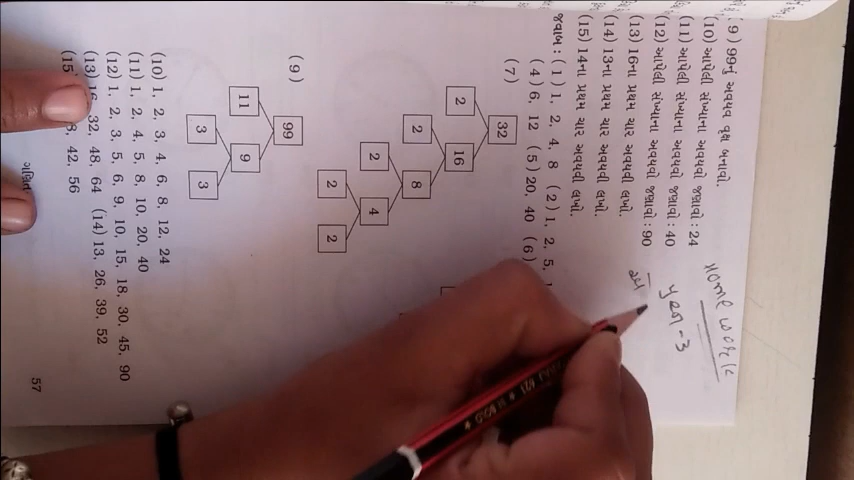 (9) 99નું અવયવ વૃક્ષ બનાવો.
(10) આપેલી સંખ્યાના અવયવો જણાવો : 24
(11) આપેલી સંખ્યાના અવયવો જણાવો : 40
(12) આપેલી સંખ્યાના અવયવો જણાવો : 90
(13) 16ના પ્રથમ ચાર અવયવી લખો.
(14) 13ના પ્રથમ ચાર અવયવી લખો.
(15) 14ના પ્રથમ ચાર અવયવી લખો.
જવાબ : (1) 1, 2, 4, 8 (2) 1, 2, 5,
(4) 6, 12 (5) 20, 40 (6)
(7)
32
2 16
2 8
2 4
2 2
(9)
99
11 9
3 3
(10) 1, 2, 3, 4, 6, 8, 12, 24
(11) 1, 2, 4, 5, 8, 10, 20, 40
(12) 1, 2, 3, 5, 6, 9, 10, 15, 18, 30, 45, 90
(13) 16, 32, 48, 64 (14) 13, 26, 39, 52
(15) 8, 42, 56
ગણિત
57
Home work
- 3